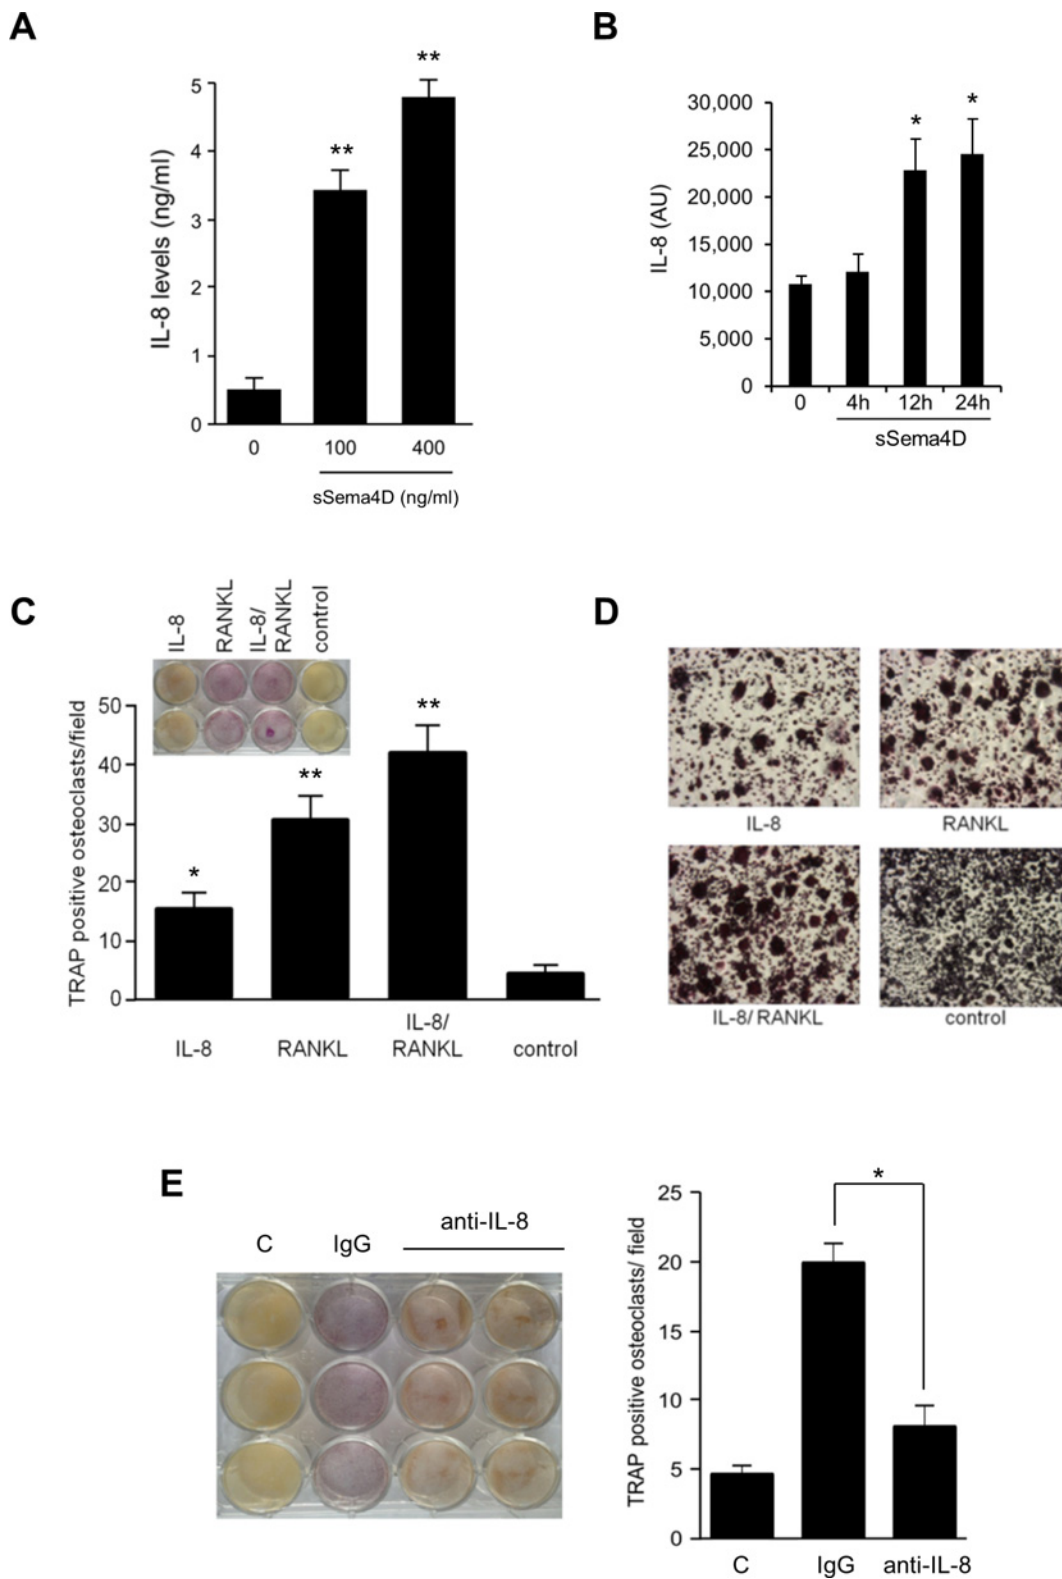 A
B
**
**
5
4
3
2
1
0
IL-8 levels (ng/ml)
0 100 400
sSema4D (ng/ml)
* *
30,000
25,000
20,000
15,000
10,000
5,000
0
IL-8 (AU)
0 4h 12h 24h
sSema4D
C
IL-8
RANKL
IL-8/
RANKL
control
**
**
*
50
40
30
20
10
0
TRAP positive osteoclasts/field
IL-8 RANKL IL-8/
RANKL control
D
IL-8 RANKL
IL-8/ RANKL control
E
C IgG anti-IL-8
*
25
20
15
10
5
0
TRAP positive osteoclasts/ field
C IgG anti-IL-8